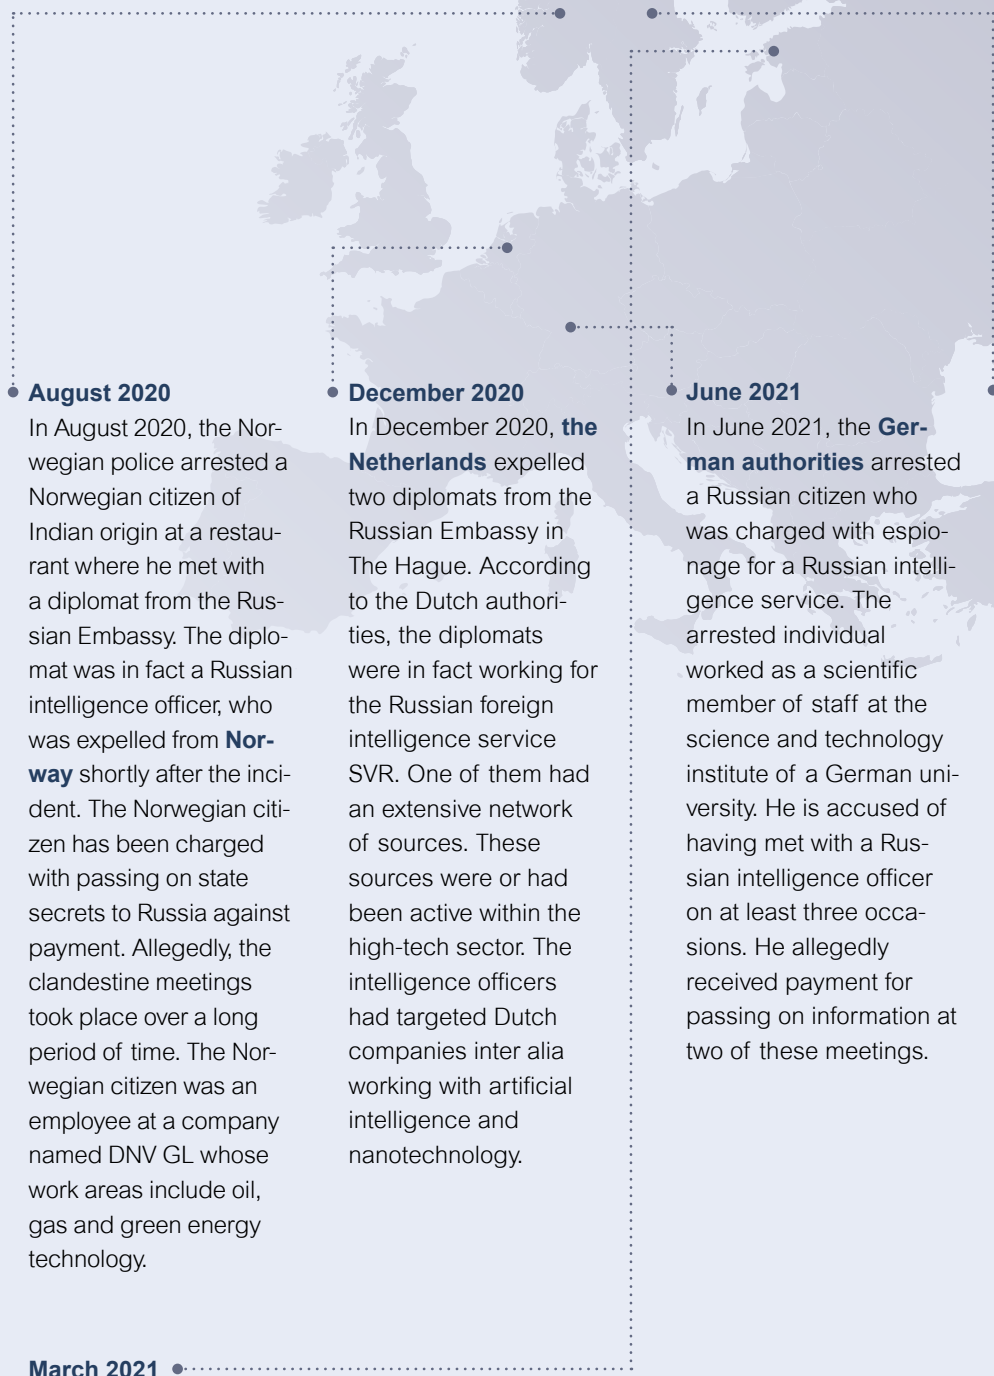 August 2020
In August 2020, the Nor-
wegian police arrested a
Norwegian citizen of
Indian origin at a restau-
rant where he met with
a diplomat from the Rus-
sian Embassy. The diplo-
mat was in fact a Russian
intelligence officer, who
was expelled from Nor-
way shortly after the inci-
dent. The Norwegian citi-
zen has been charged
with passing on state
secrets to Russia against
payment. Allegedly, the
clandestine meetings
took place over a long
period of time. The Nor-
wegian citizen was an
employee at a company
named DNV GL whose
work areas include oil,
gas and green energy
technology.
December 2020
In December 2020, the
Netherlands expelled
two diplomats from the
Russian Embassy in
The Hague. According
to the Dutch authori-
ties, the diplomats
were in fact working for
the Russian foreign
intelligence service
SVR. One of them had
an extensive network
of sources. These
sources were or had
been active within the
high-tech sector. The
intelligence officers
had targeted Dutch
companies inter alia
working with artificial
intelligence and
nanotechnology.
June 2021
In June 2021, the Ger-
man authorities arrested
a Russian citizen who
was charged with espio-
nage for a Russian intelli-
gence service. The
arrested individual
worked as a scientific
member of staff at the
science and technology
institute of a German uni-
versity. He is accused of
having met with a Rus-
sian intelligence officer
on at least three occa-
sions. He allegedly
received payment for
passing on information at
two of these meetings.
March 2021